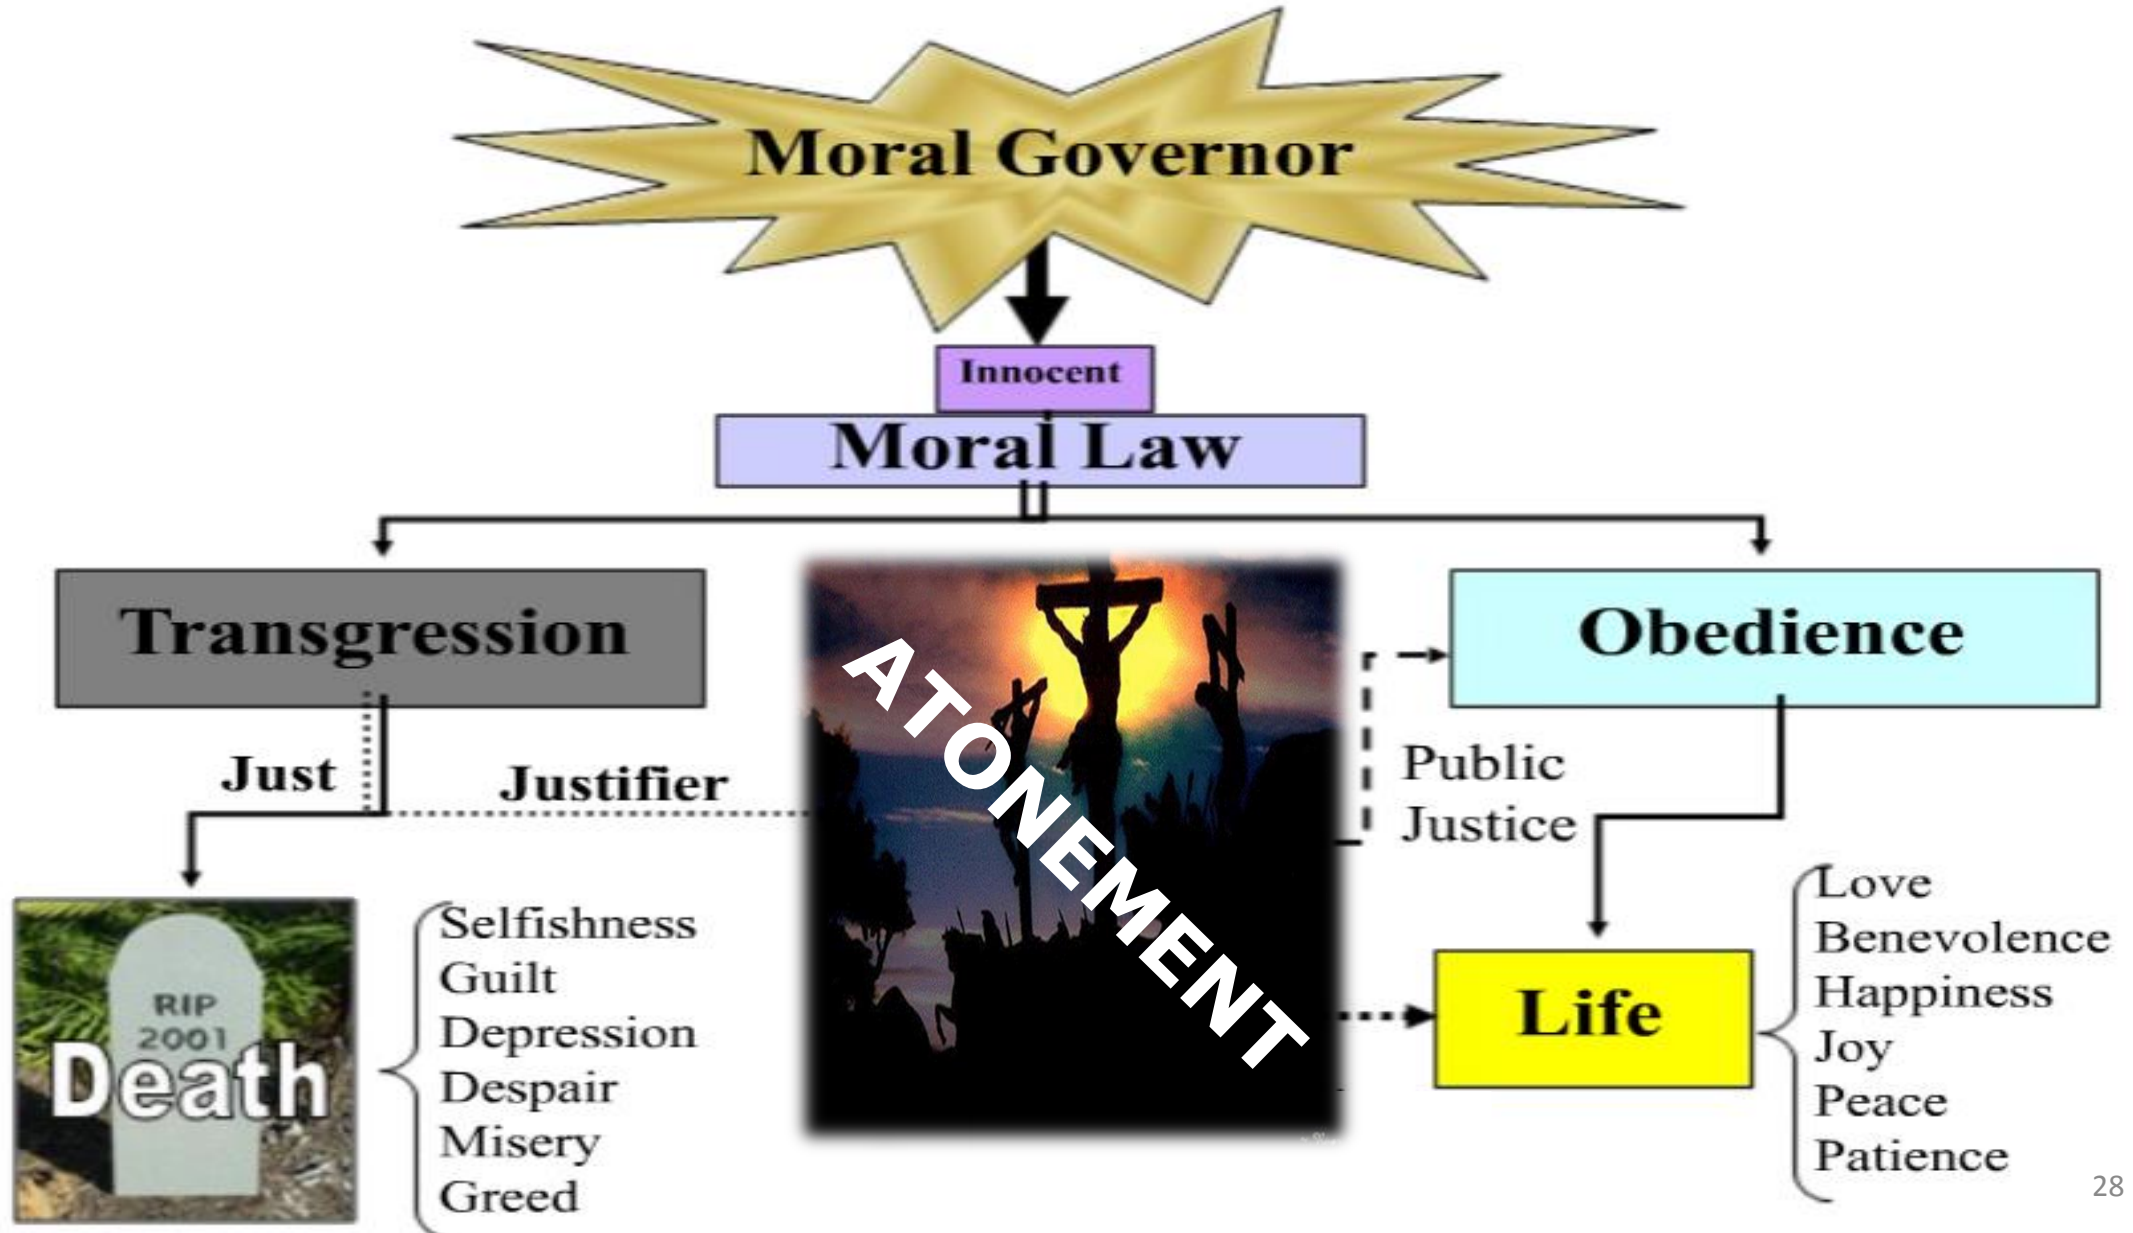 Moral Governor
Innocent
Moral Law
Transgression
Obedience
ATONEMENT
Just
Justifier
Public
Justice
RIP
2001
Death
Selfishness
Guilt
Depression
Despair
Misery
Greed
Life
Love
Benevolence
Happiness
Joy
Peace
Patience
28